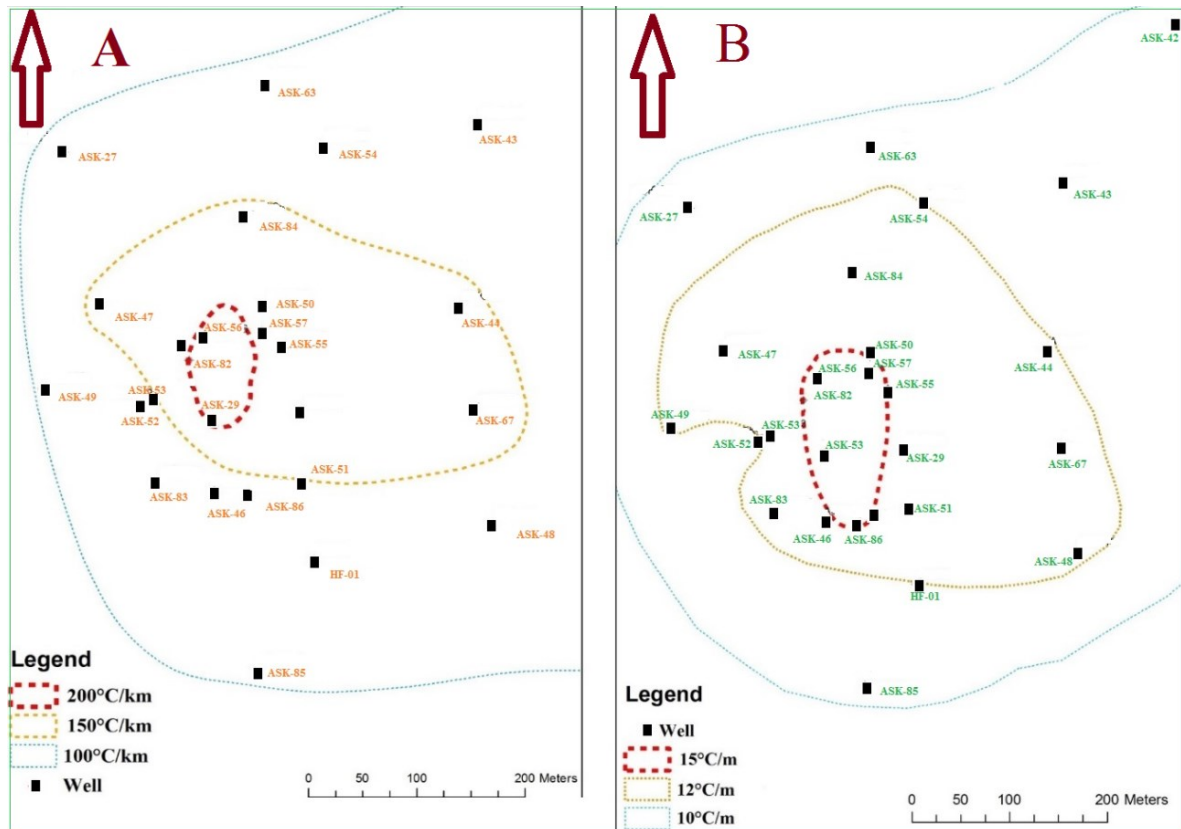 A
ASK-63
ASK-43
ASK-54
ASK-27
ASK-84
ASK-50
ASK-47
ASK-56
ASK-57
ASK-44
ASK-55
ASK-82
ASK-49
ASK-53
ASK-52
ASK-29
ASK-67
ASK-51
ASK-83
ASK-46
ASK-86
ASK-48
HF-01
ASK-85
Legend
200°C/km
150°C/km
100°C/km
Well
0 50 100 200 Meters
B
ASK-42
ASK-63
ASK-43
ASK-27
ASK-54
ASK-84
ASK-50
ASK-47
ASK-57
ASK-56
ASK-44
ASK-55
ASK-82
ASK-49
ASK-53
ASK-52
ASK-53
ASK-29
ASK-67
ASK-83
ASK-51
ASK-46
ASK-86
ASK-48
HF-01
ASK-85
Legend
Well
15°C/m
12°C/m
10°C/m
0 50 100 200 Meters